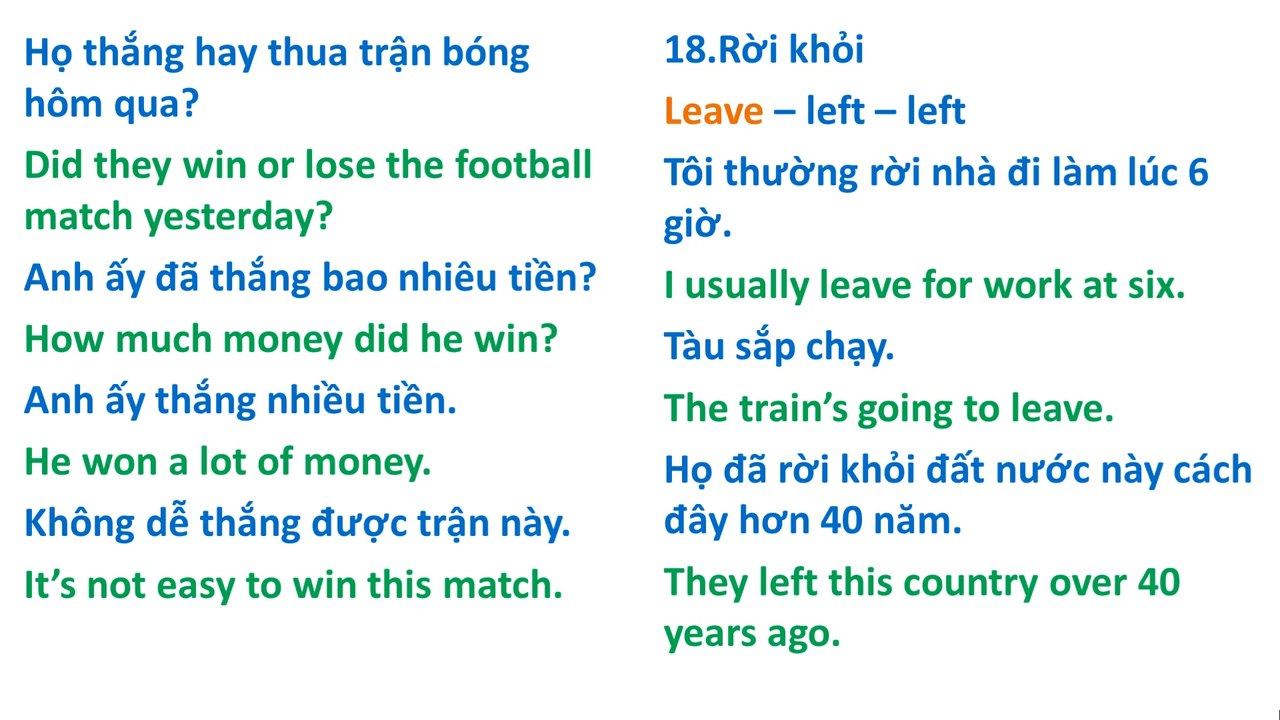 Họ thắng hay thua trận bóng
hôm qua?
Did they win or lose the football
match yesterday?
Anh ấy đã thắng bao nhiêu tiền?
How much money did he win?
Anh ấy thắng nhiều tiền.
He won a lot of money.
Không dễ thắng được trận này.
It’s not easy to win this match.
18.Rời khỏi
Leave – left – left
Tôi thường rời nhà đi làm lúc 6
giờ.
I usually leave for work at six.
Tàu sắp chạy.
The train’s going to leave.
Họ đã rời khỏi đất nước này cách
đây hơn 40 năm.
They left this country over 40
years ago.